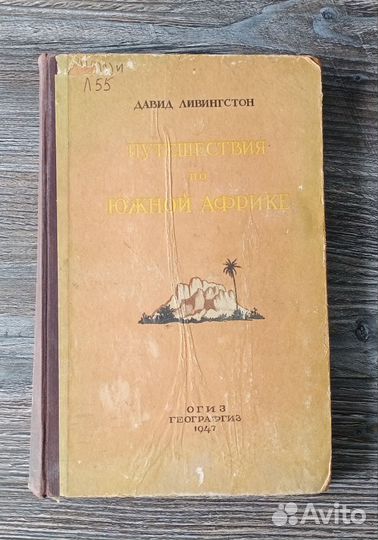 Л55
ДАВИД ЛИВИНГСТОН
ПУТЕШЕСТВИЯ
ПО
ЮЖНОЙ АФРИКЕ
ОГИЗ
ГЕОГРАФГИЗ
1947
Avito